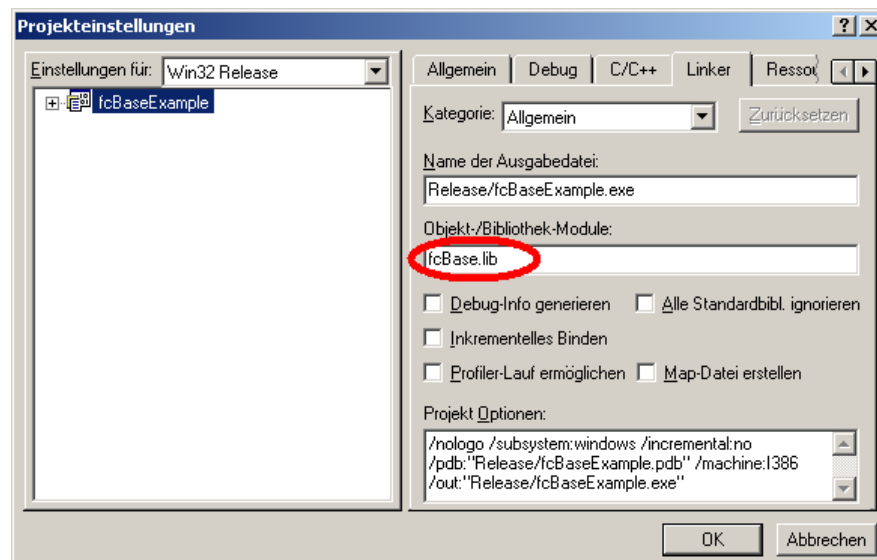 Projekteinstellungen
Einstellungen für: Win32 Release
fcBaseExample
Allgemein Debug C/C++ Linker
Kategorie: Allgemein Zurücksetzen
Name der Ausgabedatei:
Release/fcBaseExample.exe
Objekt-/Bibliothek-Module:
fcBase.lib
Debug-Info generieren Alle Standardbibl. ignorieren
Inkrementelles Binden
Profiler-Lauf ermöglichen Map-Datei erstellen
Projekt Optionen:
/nologo /subsystem:windows /incremental:no
/pdb:"Release/fcBaseExample.pdb" /machine:I386
/out:"Release/fcBaseExample.exe"
OK Abbrechen